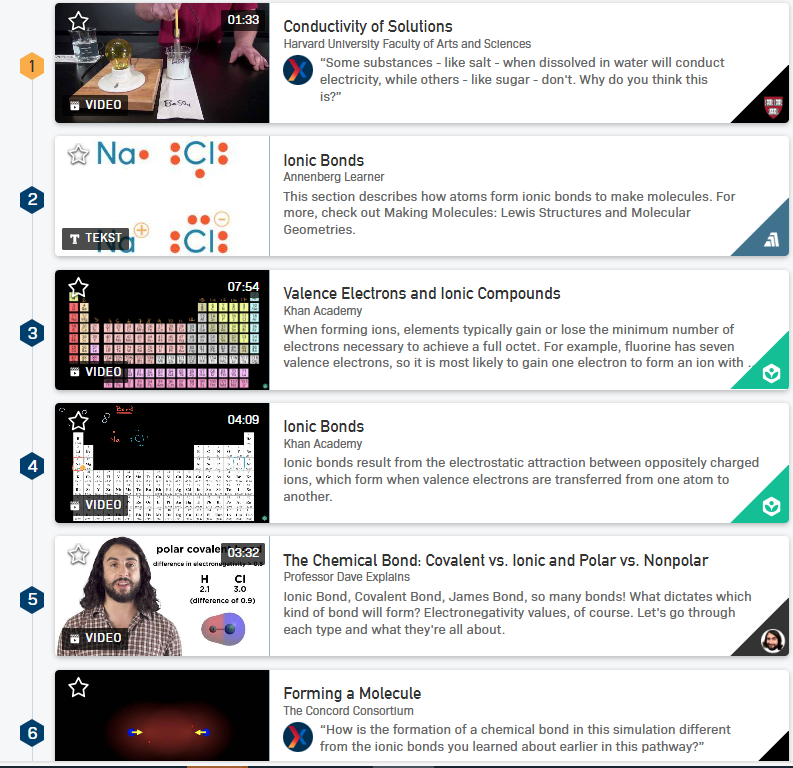 1
01:33
VIDEO
Conductivity of Solutions
Harvard University Faculty of Arts and Sciences
“Some substances - like salt - when dissolved in water will conduct
electricity, while others - like sugar - don't. Why do you think this
is?”
2
Na Cl
Na + Cl −
TEKST
Ionic Bonds
Annenberg Learner
This section describes how atoms form ionic bonds to make molecules. For
more, check out Making Molecules: Lewis Structures and Molecular
Geometries.
3
07:54
VIDEO
Valence Electrons and Ionic Compounds
Khan Academy
When forming ions, elements typically gain or lose the minimum number of
electrons necessary to achieve a full octet. For example, fluorine has seven
valence electrons, so it is most likely to gain one electron to form an ion with .
4
04:09
Bond
Na Cl
VIDEO
Ionic Bonds
Khan Academy
Ionic bonds result from the electrostatic attraction between oppositely charged
ions, which form when valence electrons are transferred from one atom to
another.
5
polar
03:32
difference in
H Cl
2.1 3.0
(difference of 0.9)
VIDEO
The Chemical Bond: Covalent vs. Ionic and Polar vs. Nonpolar
Professor Dave Explains
Ionic Bond, Covalent Bond, James Bond, so many bonds! What dictates which
kind of bond will form? Electronegativity values, of course. Let's go through
each type and what they're all about.
6
Forming a Molecule
The Concord Consortium
“How is the formation of a chemical bond in this simulation different
from the ionic bonds you learned about earlier in this pathway?”